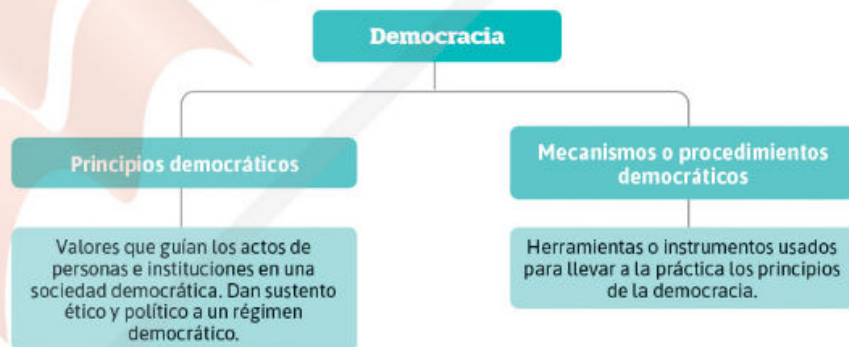 Democracia
Principios democráticos
Mecanismos o procedimientos
democráticos
Valores que guían los actos de
personas e instituciones en una
sociedad democrática. Dan sustento
ético y político a un régimen
democrático.
Herramientas o instrumentos usados
para llevar a la práctica los principios
de la democracia.